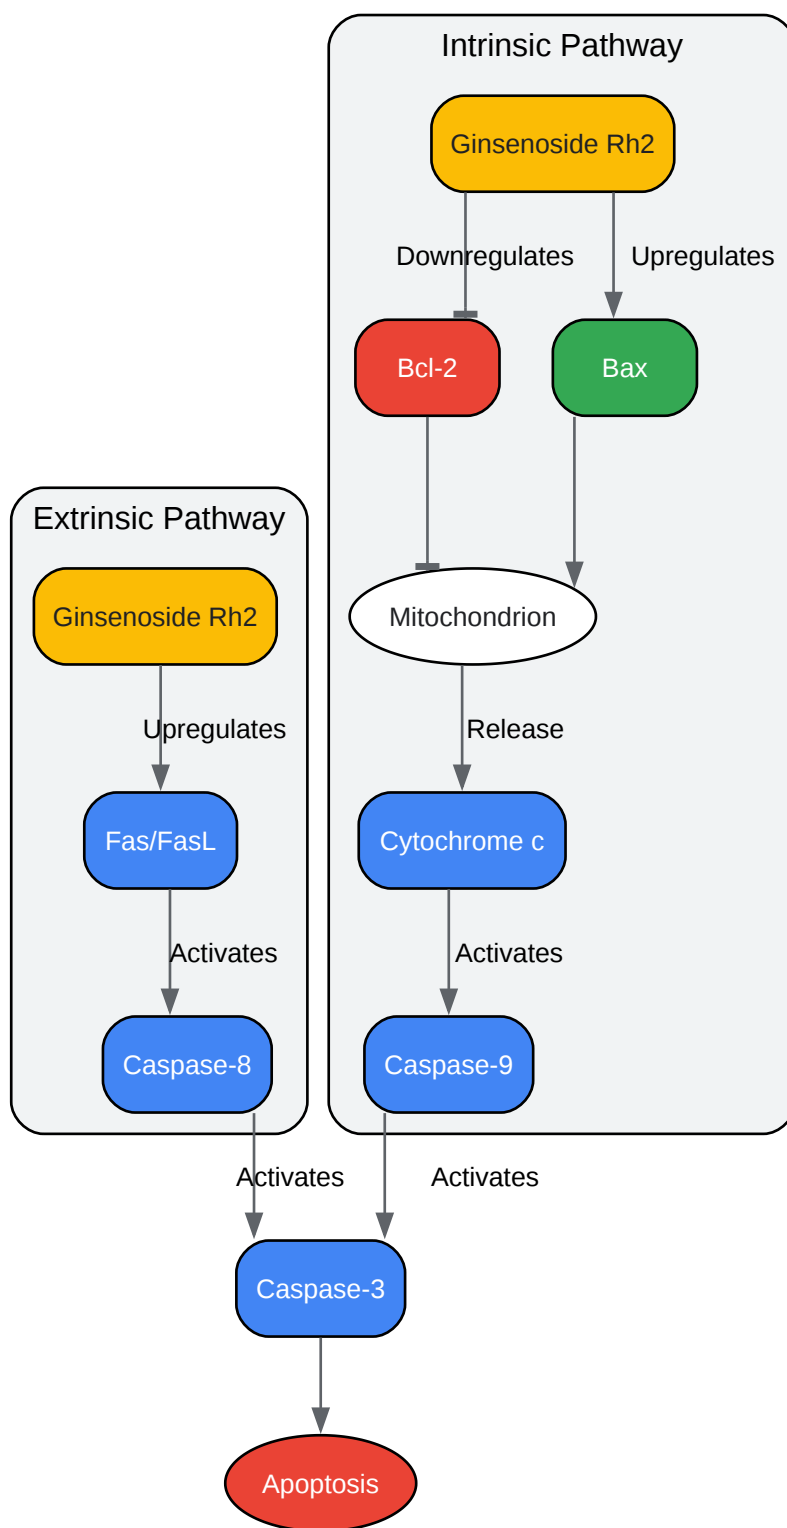 Intrinsic Pathway
Ginsenoside Rh2
Downregulates
Upregulates
Bcl-2
Bax
Extrinsic Pathway
Ginsenoside Rh2
Mitochondrion
Upregulates
Release
Fas/FasL
Cytochrome c
Activates
Activates
Caspase-8
Caspase-9
Activates
Activates
Caspase-3
Apoptosis